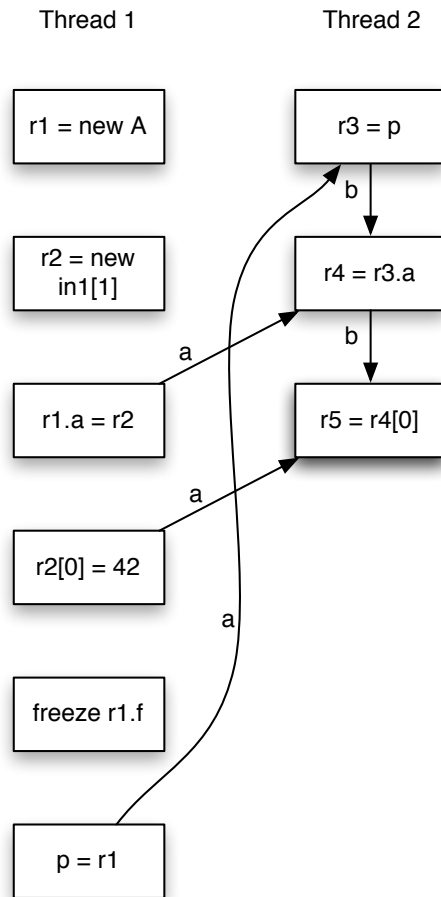 Thread 1
Thread 2
r1 = new A
r3 = p
b
r2 = new
in1[1]
r4 = r3.a
a
b
r1.a = r2
r5 = r4[0]
a
r2[0] = 42
a
freeze r1.f
p = r1